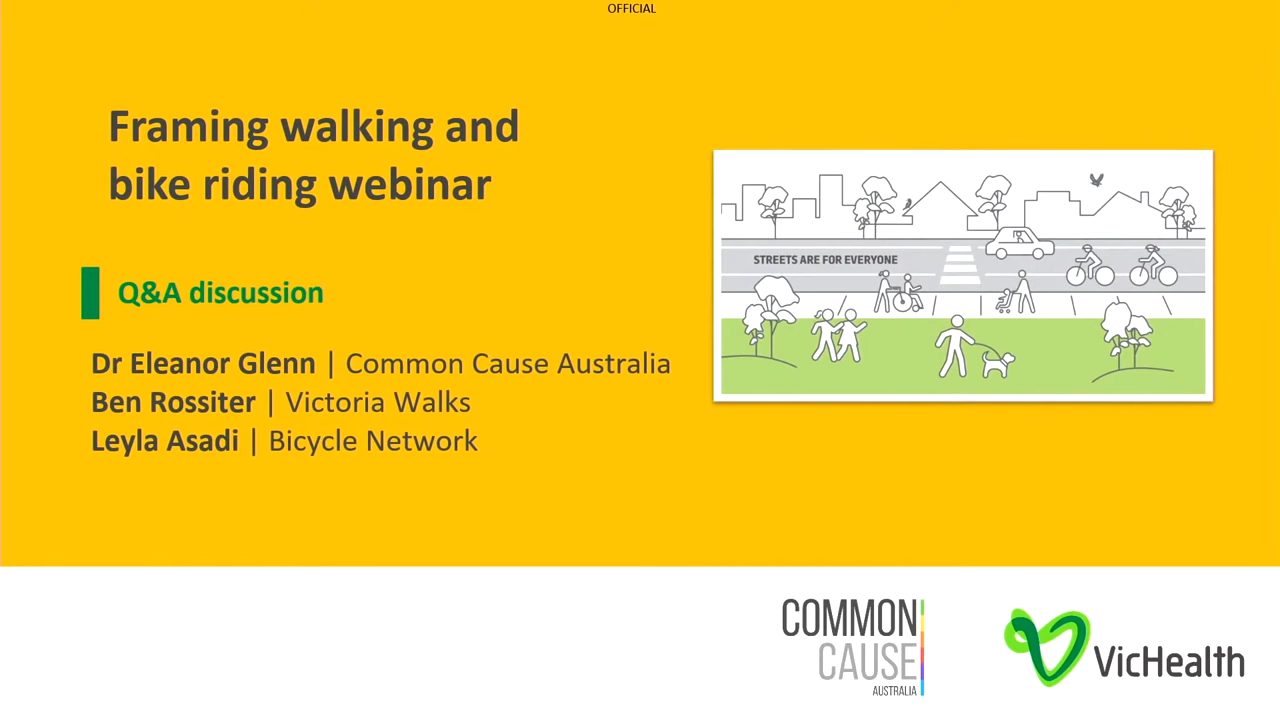 OFFICIAL
Framing walking and
bike riding webinar
Q&A discussion
Dr Eleanor Glenn | Common Cause Australia
Ben Rossiter | Victoria Walks
Leyla Asadi | Bicycle Network
STREETS ARE FOR EVERYONE
COMMON
CAUSE
AUSTRALIA
VicHealth